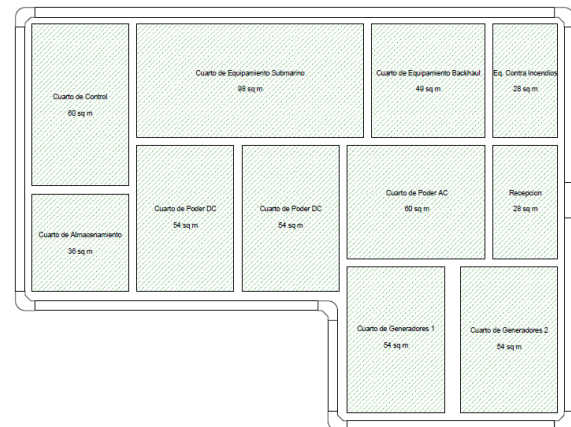 Cuarto de Control
60 sq m
Cuarto de Equipamiento Submarino
98 sq m
Cuarto de Equipamiento Backhaul
49 sq m
Eq. Contra Incendios
28 sq m
Cuarto de Almacenamiento
36 sq m
Cuarto de Poder DC
54 sq m
Cuarto de Poder DC
54 sq m
Cuarto de Poder AC
60 sq m
Recepcion
28 sq m
Cuarto de Generadores 1
54 sq m
Cuarto de Generadores 2
54 sq m